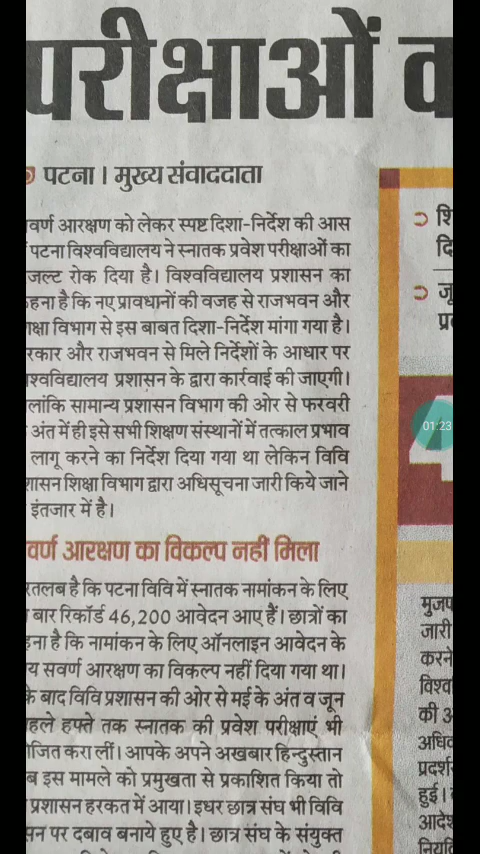 परीक्षाओं
पटना। मुख्य संवाददाता
वर्ण आरक्षण को लेकर स्पष्ट दिशा-निर्देश की आस
पटना विश्वविद्यालय ने स्नातक प्रवेश परीक्षाओं का
जल्ट रोक दिया है। विश्वविद्यालय प्रशासन का
हना है कि नए प्रावधानों की वजह से राजभवन और
क्षा विभाग से इस बाबत दिशा-निर्देश मांगा गया है।
रकार और राजभवन से मिले निर्देशों के आधार पर
श्वविद्यालय प्रशासन के द्वारा कार्रवाई की जाएगी।
लांकि सामान्य प्रशासन विभाग की ओर से फरवरी
अंत में ही इसे सभी शिक्षण संस्थानों में तत्काल प्रभाव
लागू करने का निर्देश दिया गया था लेकिन विवि
शासन शिक्षा विभाग द्वारा अधिसूचना जारी किये जाने
इंतजार में है।
वर्ण आरक्षण का विकल्प नहीं मिला
रतलब है कि पटना विवि में स्नातक नामांकन के लिए
बार रिकॉर्ड 46,200 आवेदन आए हैं। छात्रों का
हना है कि नामांकन के लिए ऑनलाइन आवेदन के
य सवर्ण आरक्षण का विकल्प नहीं दिया गया था।
के बाद विवि प्रशासन की ओर से मई के अंत व जून
हले हफ्ते तक स्नातक की प्रवेश परीक्षाएं भी
जित करा लीं। आपके अपने अखबार हिन्दुस्तान
ब इस मामले को प्रमुखता से प्रकाशित किया तो
प्रशासन हरकत में आया। इधर छात्र संघ भी विवि
सन पर दबाव बनाये हुए है। छात्र संघ के संयुक्त
शि
दि
जू
प्र
01:23
मुजप
जारी
करने
विश्व
की अ
अधि
प्रदर्श
हुई।
आदे